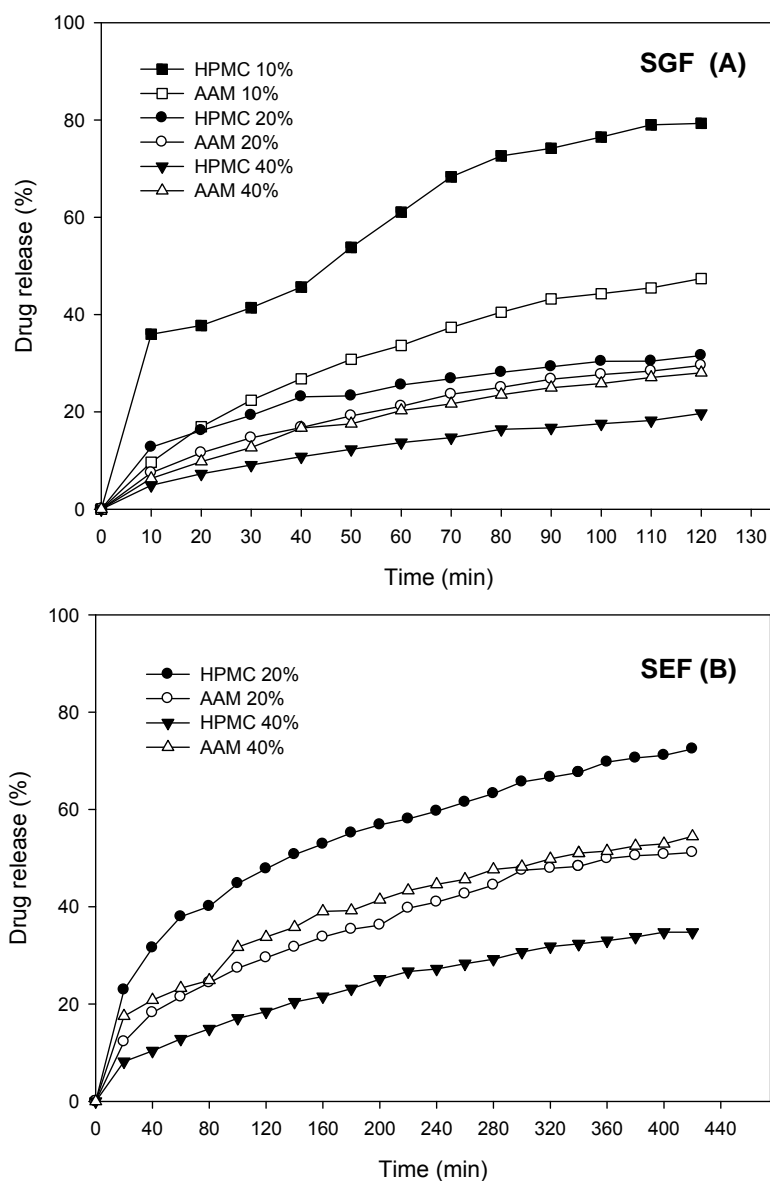 100
80
60
40
20
0
Drug release (%)
HPMC 10%
AAM 10%
HPMC 20%
AAM 20%
HPMC 40%
AAM 40%
SGF (A)
0 10 20 30 40 50 60 70 80 90 100 110 120 130
Time (min)
100
80
60
40
20
0
Drug release (%)
HPMC 20%
AAM 20%
HPMC 40%
AAM 40%
SEF (B)
0 40 80 120 160 200 240 280 320 360 400 440
Time (min)